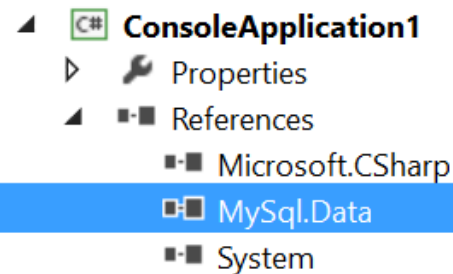 C# ConsoleApplication1
Properties
References
Microsoft.CSharp
MySql.Data
System